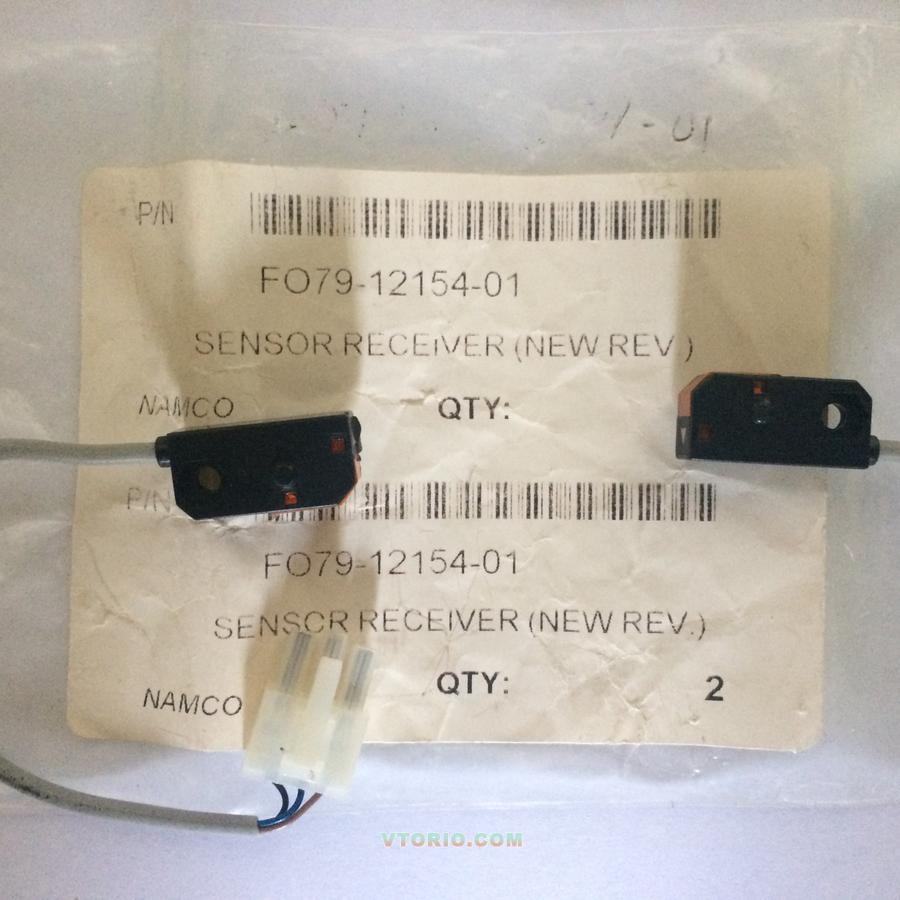 - 01
P/N
FO79-12154-01
SENSOR RECEIVER (NEW REV.)
NAMCO QTY:
P/N
FO79-12154-01
SENSOR RECEIVER (NEW REV.)
QTY: 2
NAMCO
VTORIO.COM